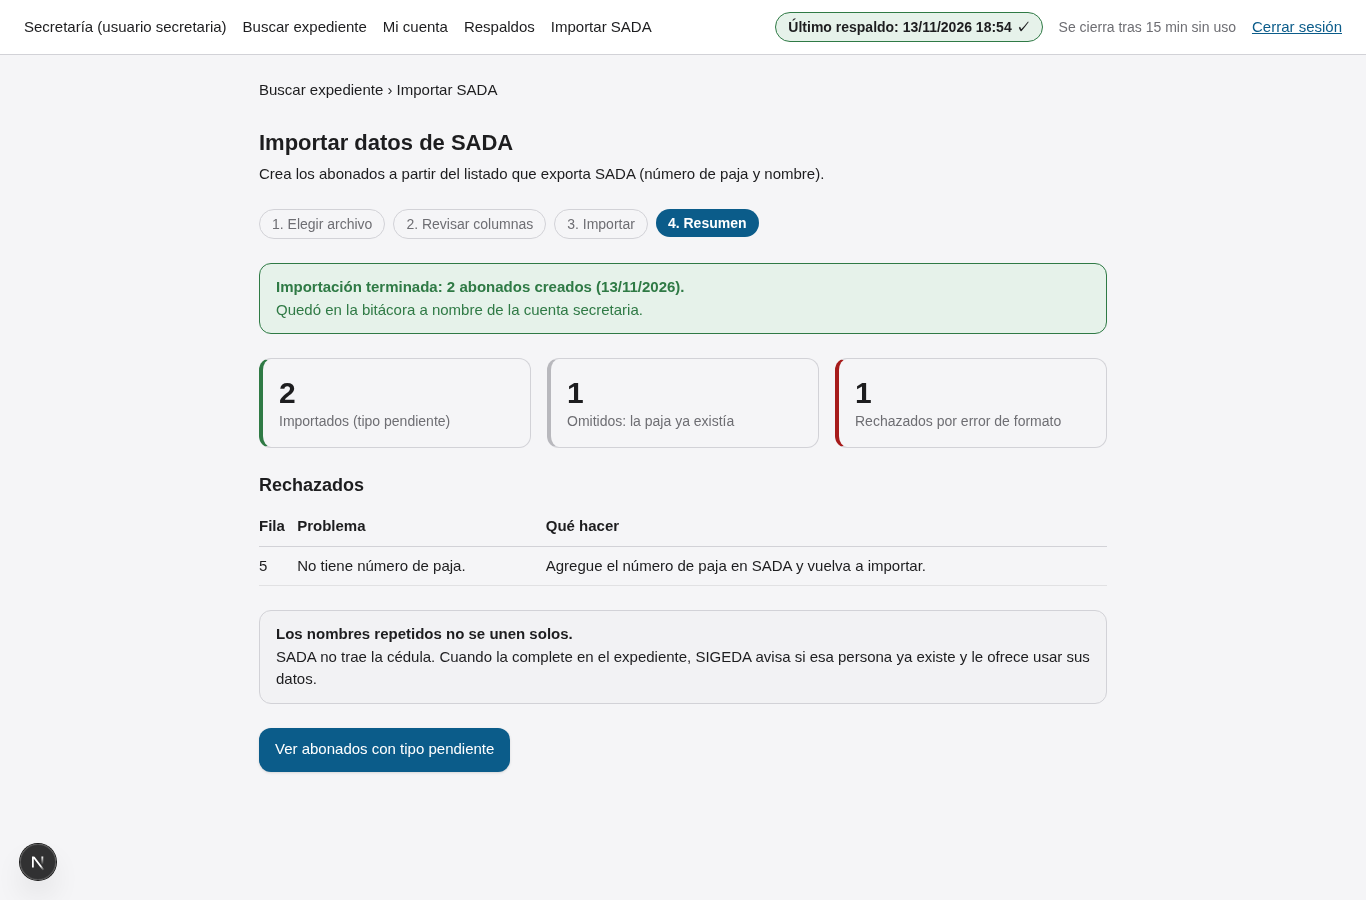 Secretaría (usuario secretaria) Buscar expediente Mi cuenta Respaldos Importar SADA Último respaldo: 13/11/2026 18:54 ✓ Se cierra tras 15 min sin uso Cerrar sesión
Buscar expediente › Importar SADA
Importar datos de SADA
Crea los abonados a partir del listado que exporta SADA (número de paja y nombre).
1. Elegir archivo 2. Revisar columnas 3. Importar 4. Resumen
Importación terminada: 2 abonados creados (13/11/2026).
Quedó en la bitácora a nombre de la cuenta secretaria.
2 1 1
Importados (tipo pendiente) Omitidos: la paja ya existía Rechazados por error de formato
Rechazados
Fila Problema Qué hacer
5 No tiene número de paja. Agregue el número de paja en SADA y vuelva a importar.
Los nombres repetidos no se unen solos.
SADA no trae la cédula. Cuando la complete en el expediente, SIGEDA avisa si esa persona ya existe y le ofrece usar sus
datos.
Ver abonados con tipo pendiente
N